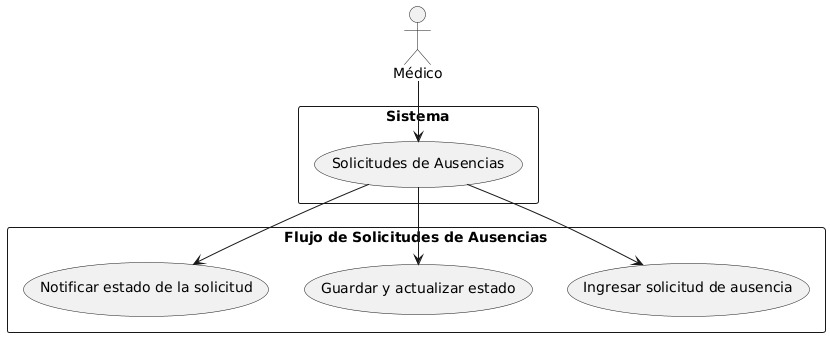 Médico
Sistema
Solicitudes de Ausencias
Flujo de Solicitudes de Ausencias
Notificar estado de la solicitud
Guardar y actualizar estado
Ingresar solicitud de ausencia